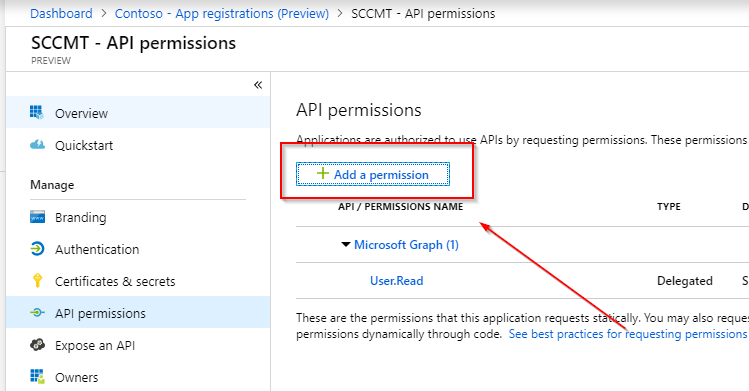 Dashboard > Contoso - App registrations (Preview) > SCCMT - API permissions
SCCMT - API permissions
PREVIEW
«
Overview
Quickstart
Manage
Branding
Authentication
Certificates & secrets
API permissions
Expose an API
Owners
API permissions
Applications are authorized to use APIs by requesting permissions. These permissions
+ Add a permission
API / PERMISSIONS NAME TYPE D
Microsoft Graph (1)
User.Read Delegated S
These are the permissions that this application requests statically. You may also reque
permissions dynamically through code. See best practices for requesting permissions